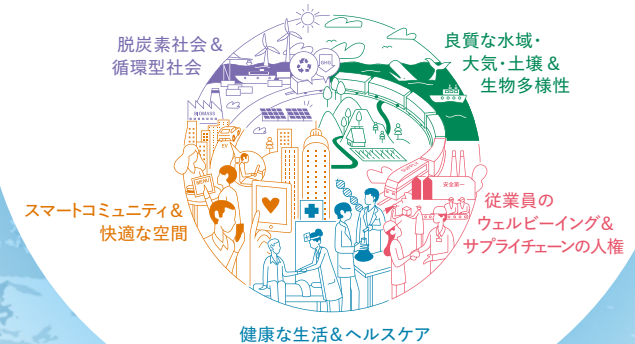 脱炭素社会&
循環型社会
良質な水域・
大気・土壌&
生物多様性
GHG
BIOMASS
EV
MENU
安全第一
スマートコミュニティ&
快適な空間
従業員の
ウェルビーイング&
サプライチェーンの人権
健康な生活&ヘルスケア